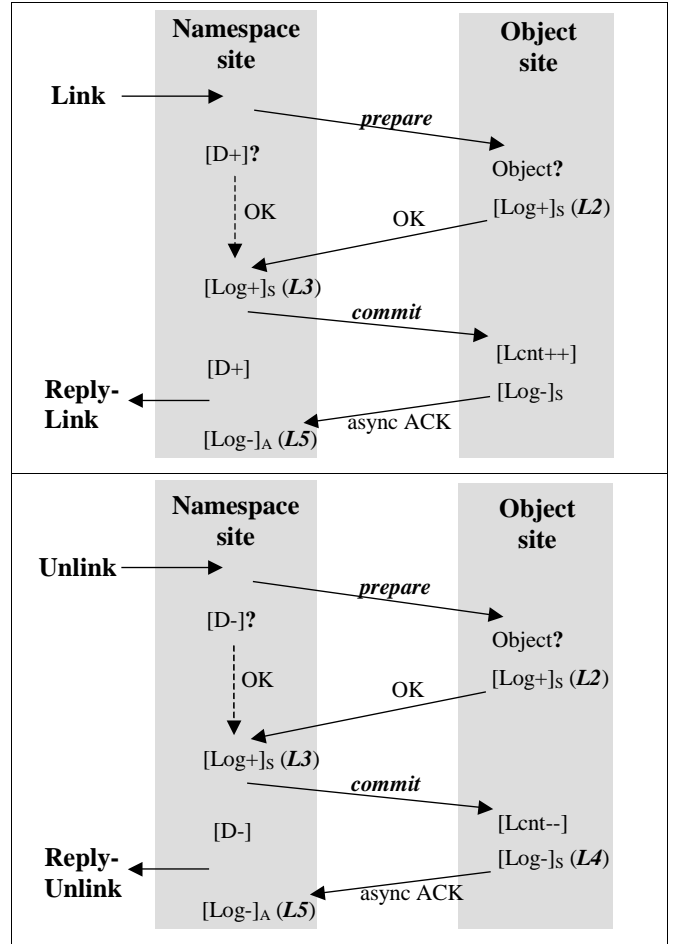 Namespace site
Object site
Link
prepare
[D+]?
Object?
OK
[Log+]S (L2)
OK
[Log+]S (L3)
commit
[Lcnt++]
[D+]
Reply-
Link
[Log-]S
async ACK
[Log-]A (L5)
Namespace site
Object site
Unlink
prepare
[D-]?
Object?
OK
[Log+]S (L2)
OK
[Log+]S (L3)
commit
[Lcnt--]
[D-]
Reply-
Unlink
[Log-]S (L4)
async ACK
[Log-]A (L5)